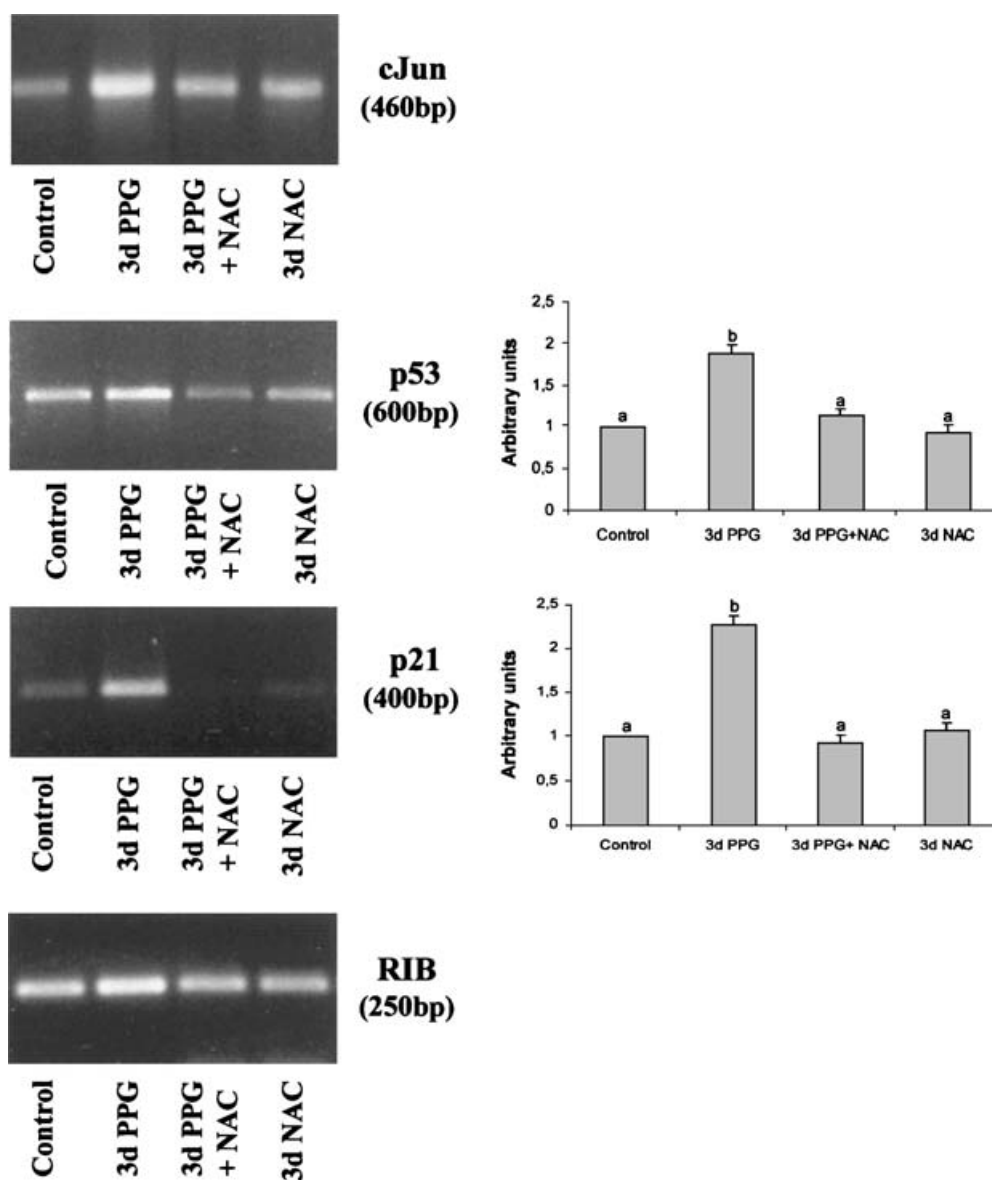 cJun
(460bp)
Control
3d PPG
3d PPG
+ NAC
3d NAC
p53
(600bp)
Control
3d PPG
3d PPG
+ NAC
3d NAC
Arbitrary units
2,5
2
1,5
1
0,5
0
a
b
a
a
Control
3d PPG
3d PPG+NAC
3d NAC
p21
(400bp)
Control
3d PPG
3d PPG
+ NAC
3d NAC
Arbitrary units
2,5
2
1,5
1
0,5
0
a
b
a
a
Control
3d PPG
3d PPG+ NAC
3d NAC
RIB
(250bp)
Control
3d PPG
3d PPG
+ NAC
3d NAC